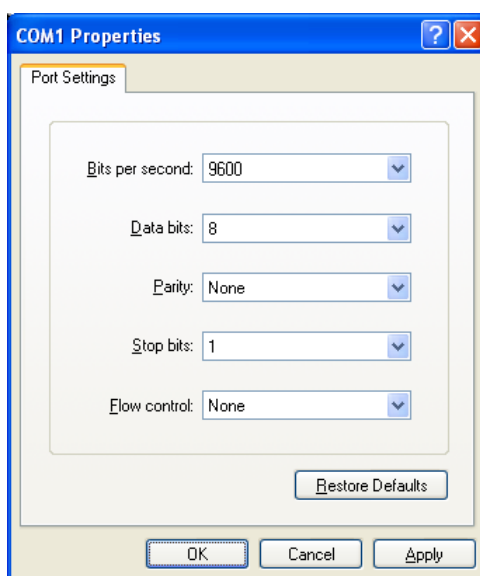 COM1 Properties
Port Settings
Bits per second: 9600
Data bits: 8
Parity: None
Stop bits: 1
Flow control: None
Restore Defaults
OK Cancel Apply